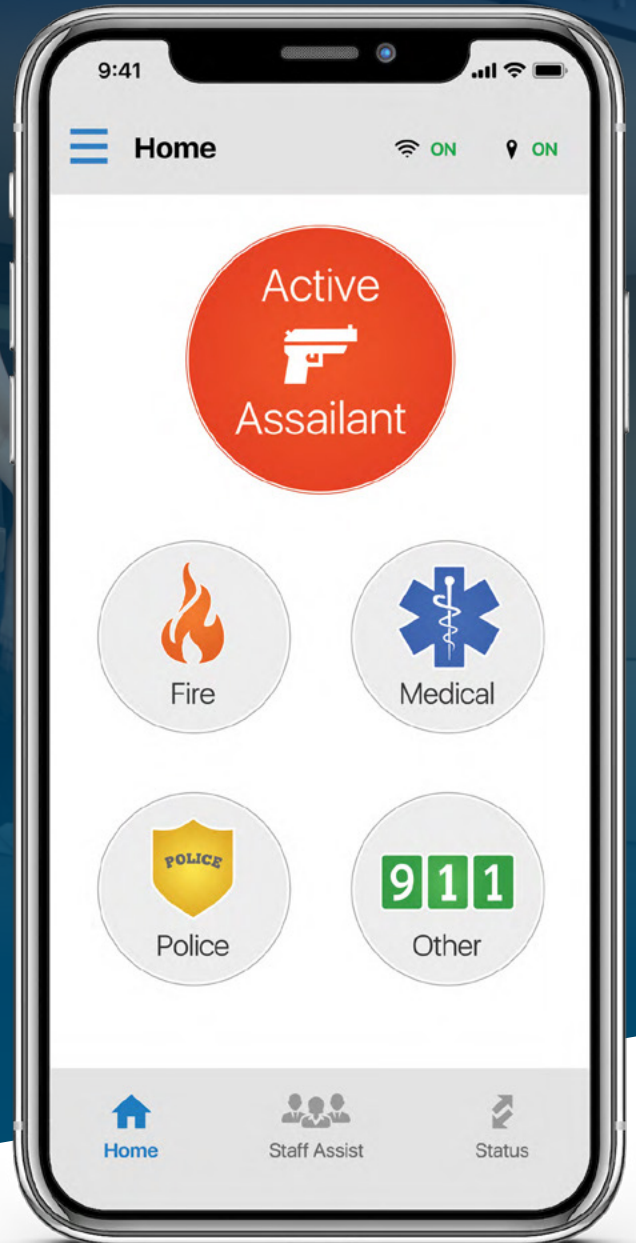 9:41
Home
ON
ON
Active
Assailant
Fire
Medical
POLICE
Police
911
Other
Home
Staff Assist
Status